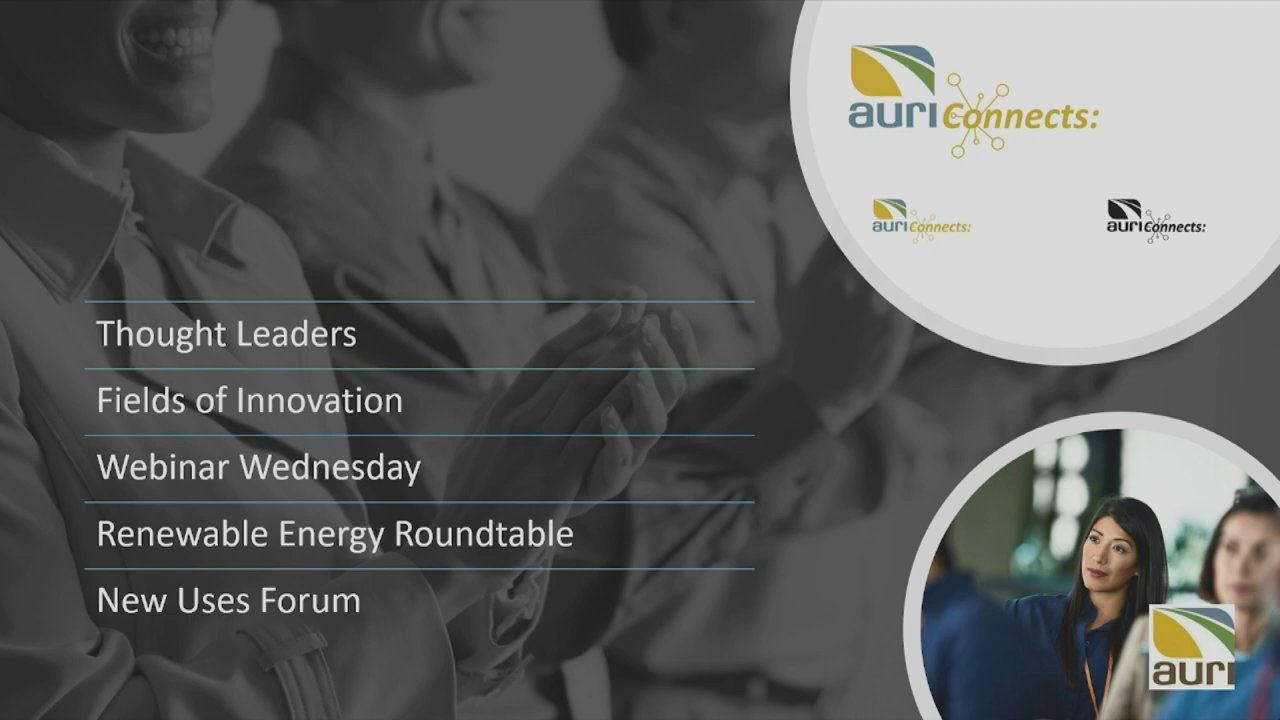 auri Connects:
auri Connects:
auri Connects:
Thought Leaders
Fields of Innovation
Webinar Wednesday
Renewable Energy Roundtable
New Uses Forum
auri